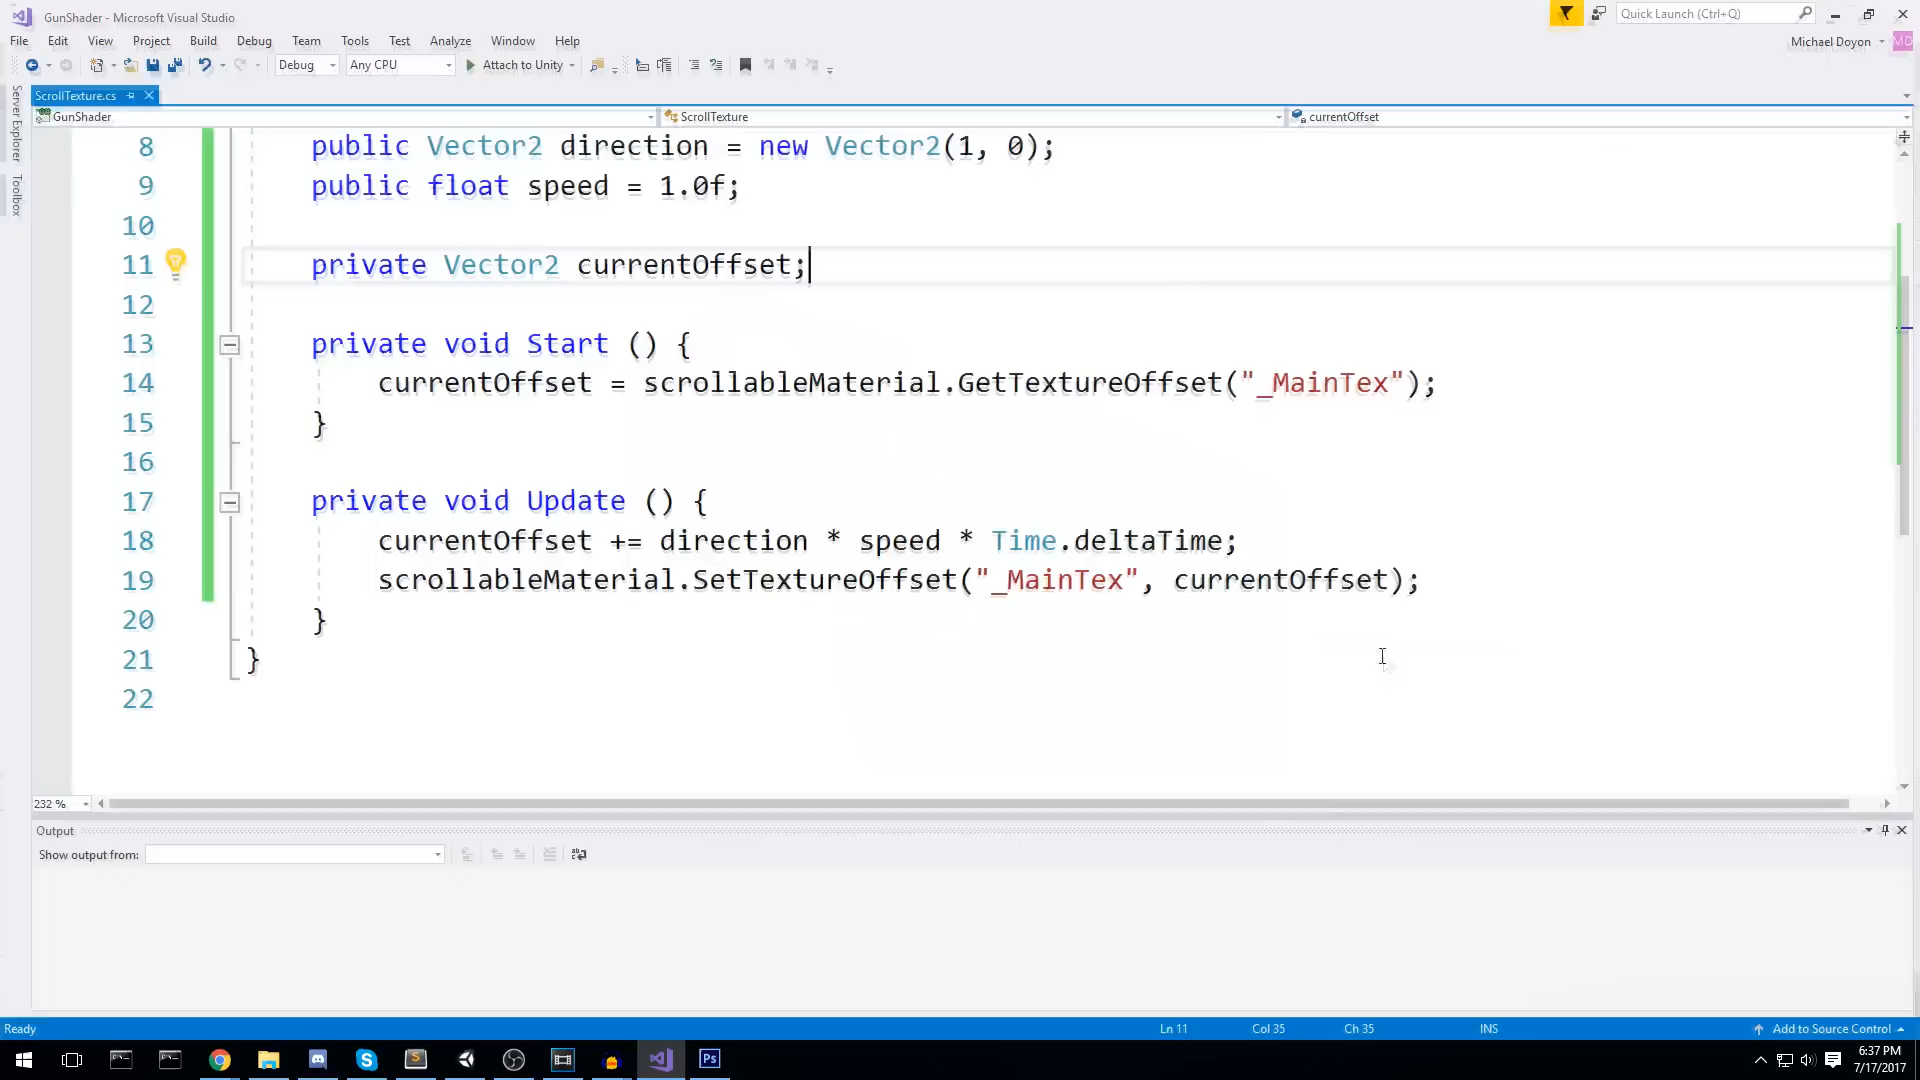 GunShader - Microsoft Visual Studio
Quick Launch (Ctrl+Q)
File Edit View Project Build Debug Team Tools Test Analyze Window Help
Michael Doyon MD
Debug Any CPU Attach to Unity
Server Explorer
Toolbox
ScrollTexture.cs
GunShader ScrollTexture currentOffset
8 public Vector2 direction = new Vector2(1, 0);
9 public float speed = 1.0f;
10
11 private Vector2 currentOffset;
12
13 private void Start () {
14 currentOffset = scrollableMaterial.GetTextureOffset("_MainTex");
15 }
16
17 private void Update () {
18 currentOffset += direction * speed * Time.deltaTime;
19 scrollableMaterial.SetTextureOffset("_MainTex", currentOffset);
20 }
21 }
22
232 %
Output
Show output from:
Ready Ln 11 Col 35 Ch 35 INS Add to Source Control
Ps
6:37 PM
7/17/2017